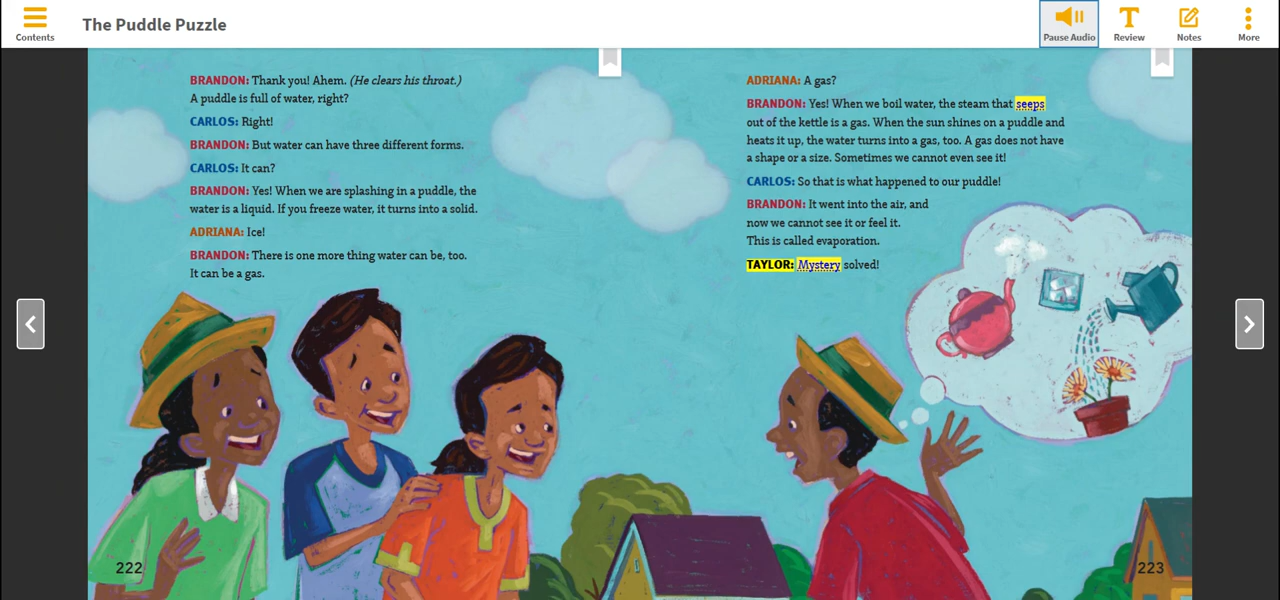 Contents
The Puddle Puzzle
Pause Audio
Review
Notes
More
BRANDON: Thank you! Ahem. (He clears his throat.)
A puddle is full of water, right?
CARLOS: Right!
BRANDON: But water can have three different forms.
CARLOS: It can?
BRANDON: Yes! When we are splashing in a puddle, the
water is a liquid. If you freeze water, it turns into a solid.
ADRIANA: Ice!
BRANDON: There is one more thing water can be, too.
It can be a gas.
222
ADRIANA: A gas?
BRANDON: Yes! When we boil water, the steam that seeps
out of the kettle is a gas. When the sun shines on a puddle and
heats it up, the water turns into a gas, too. A gas does not have
a shape or a size. Sometimes we cannot even see it!
CARLOS: So that is what happened to our puddle!
BRANDON: It went into the air, and
now we cannot see it or feel it.
This is called evaporation.
TAYLOR: Mystery solved!
223